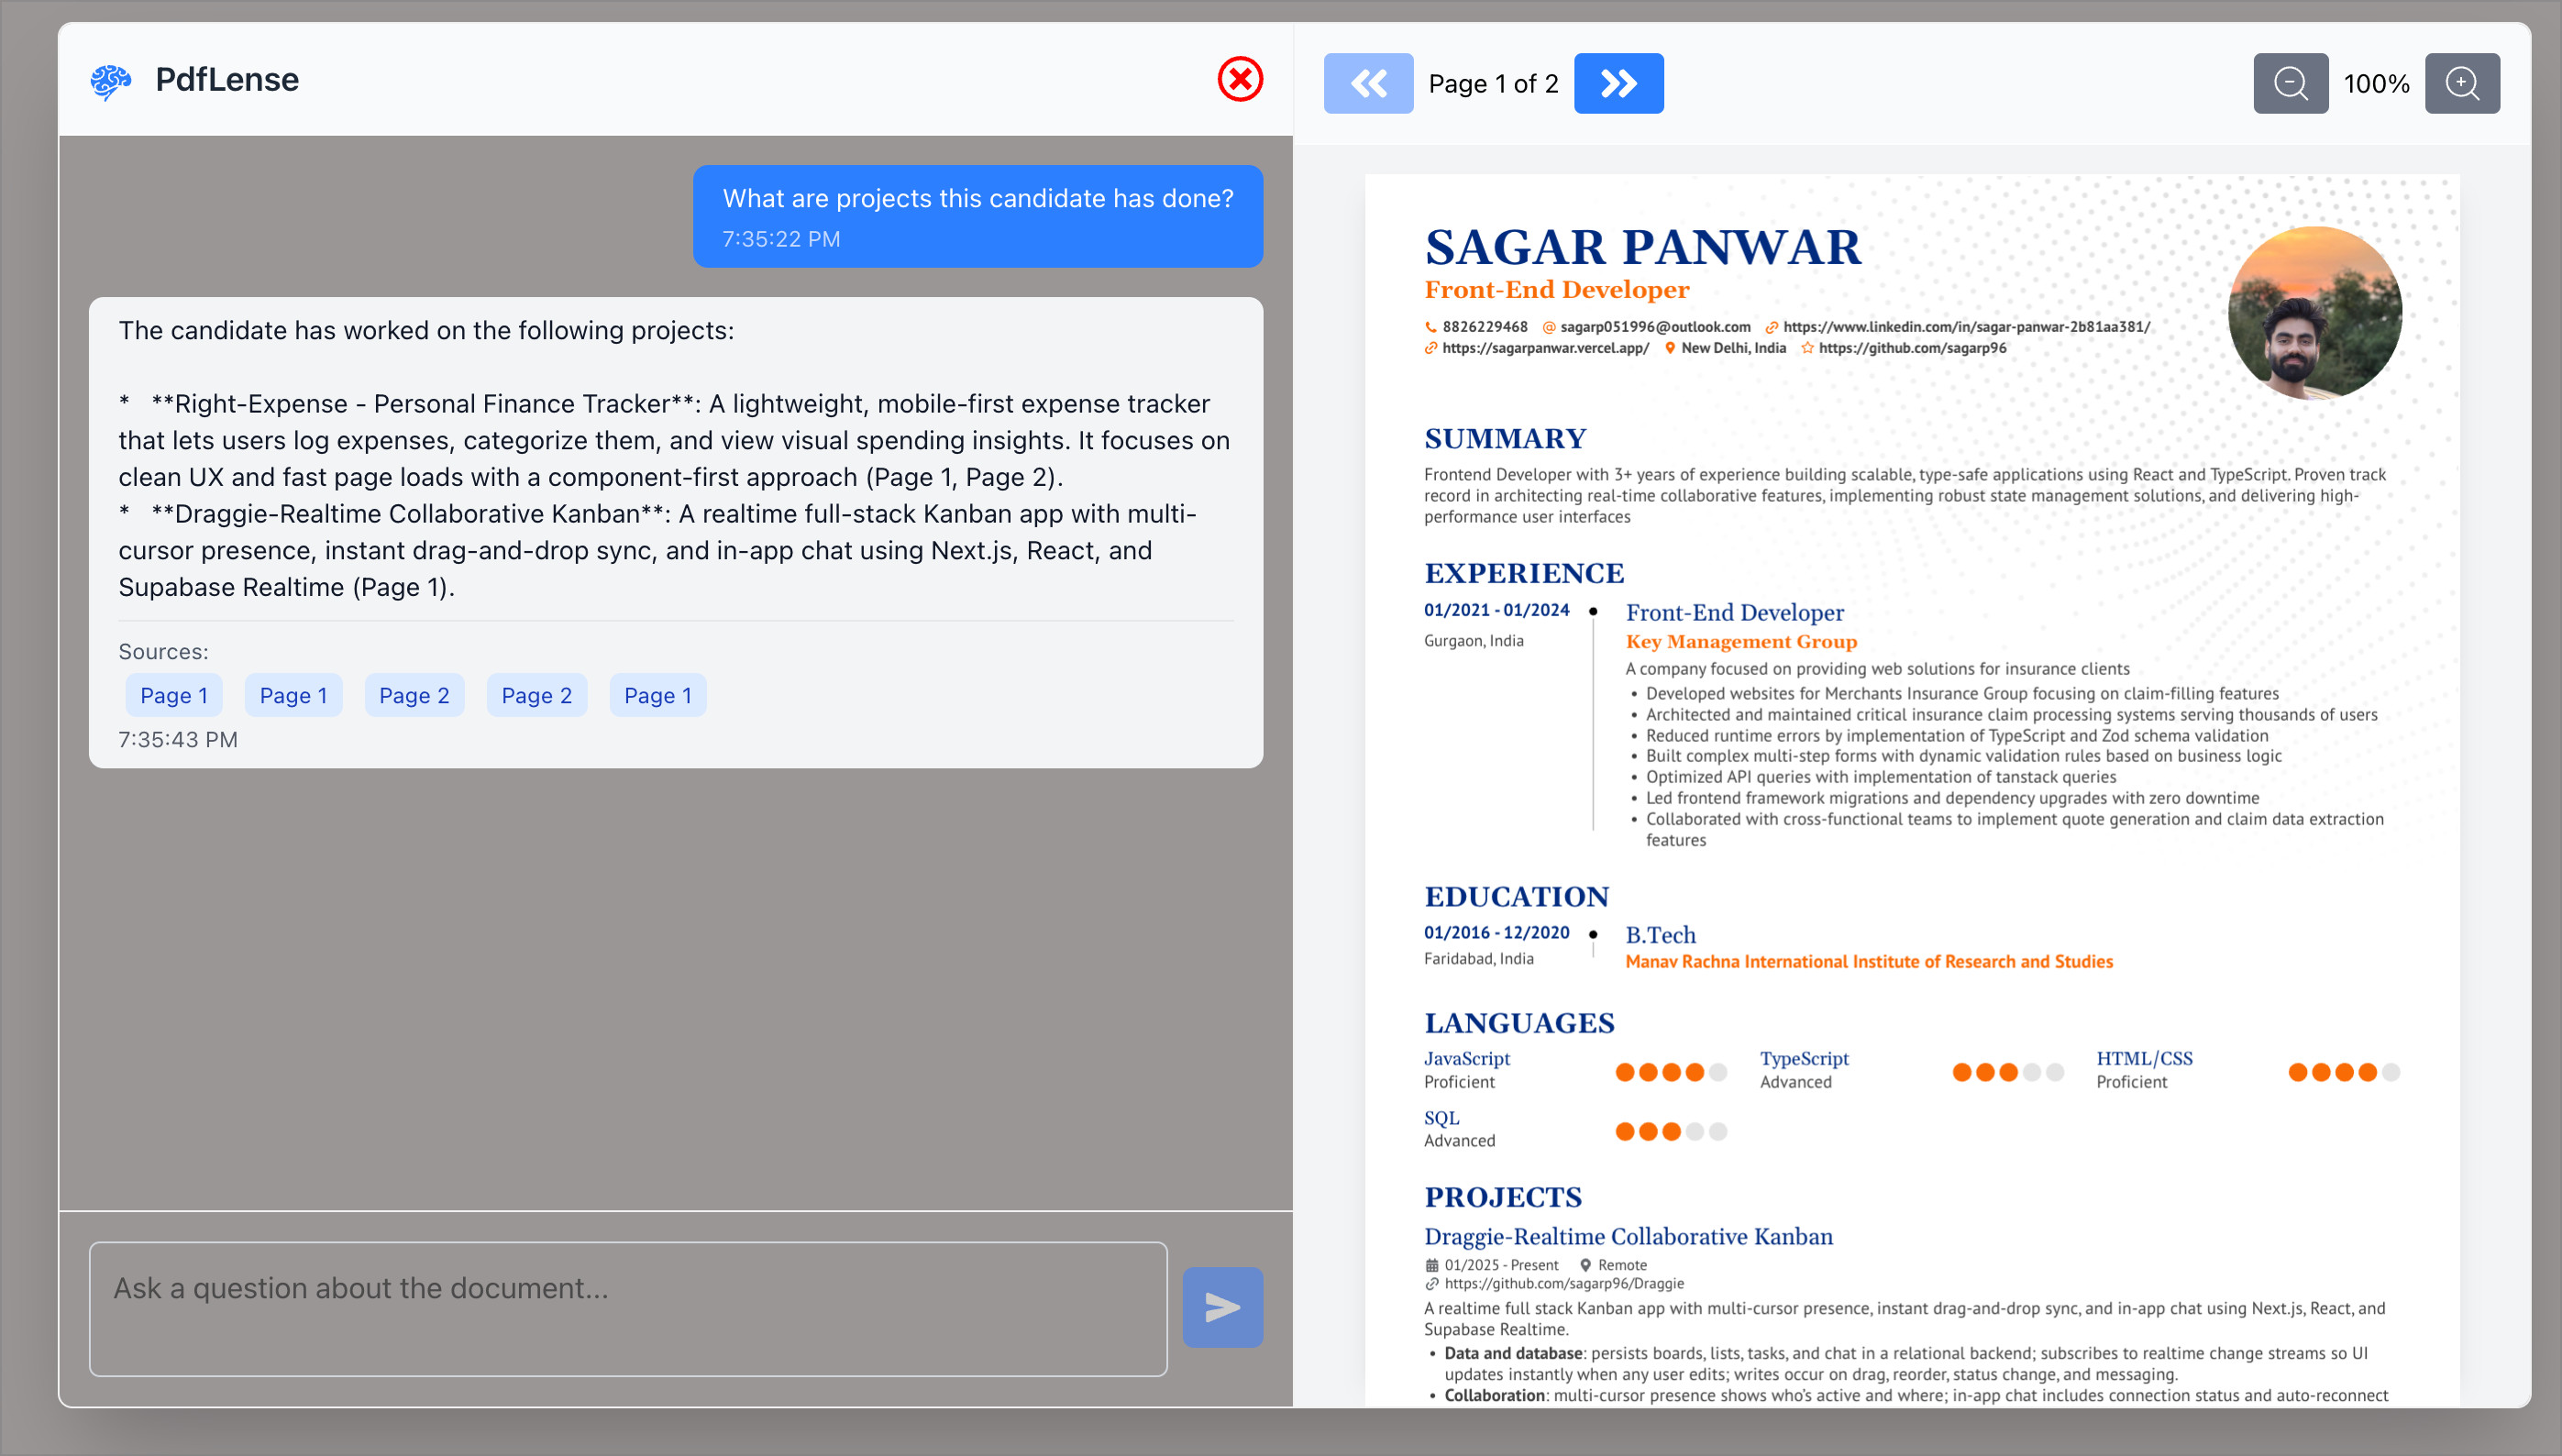 PdfLense
What are projects this candidate has done?
7:35:22 PM
The candidate has worked on the following projects:
*   **Right-Expense - Personal Finance Tracker**: A lightweight, mobile-first expense tracker
that lets users log expenses, categorize them, and view visual spending insights. It focuses on
clean UX and fast page loads with a component-first approach (Page 1, Page 2).
*   **Draggie-Realtime Collaborative Kanban**: A realtime full-stack Kanban app with multi-
cursor presence, instant drag-and-drop sync, and in-app chat using Next.js, React, and
Supabase Realtime (Page 1).
Sources:
Page 1 Page 1 Page 2 Page 2 Page 1
7:35:43 PM
Ask a question about the document...
Page 1 of 2
100%
SAGAR PANWAR
Front-End Developer
8826229468 sagarp051996@outlook.com https://www.linkedin.com/in/sagar-panwar-2b81aa381/
https://sagarpanwar.vercel.app/ New Delhi, India https://github.com/sagarp96
SUMMARY
Frontend Developer with 3+ years of experience building scalable, type-safe applications using React and TypeScript. Proven track
record in architecting real-time collaborative features, implementing robust state management solutions, and delivering high-
performance user interfaces
EXPERIENCE
01/2021 - 01/2024
Gurgaon, India
Front-End Developer
Key Management Group
A company focused on providing web solutions for insurance clients
• Developed websites for Merchants Insurance Group focusing on claim-filling features
• Architected and maintained critical insurance claim processing systems serving thousands of users
• Reduced runtime errors by implementation of TypeScript and Zod schema validation
• Built complex multi-step forms with dynamic validation rules based on business logic
• Optimized API queries with implementation of tanstack queries
• Led frontend framework migrations and dependency upgrades with zero downtime
• Collaborated with cross-functional teams to implement quote generation and claim data extraction
features
EDUCATION
01/2016 - 12/2020
Faridabad, India
B.Tech
Manav Rachna International Institute of Research and Studies
LANGUAGES
JavaScript
Proficient
TypeScript
Advanced
HTML/CSS
Proficient
SQL
Advanced
PROJECTS
Draggie-Realtime Collaborative Kanban
01/2025 - Present Remote
https://github.com/sagarp96/Draggie
A realtime full stack Kanban app with multi-cursor presence, instant drag-and-drop sync, and in-app chat using Next.js, React, and
Supabase Realtime.
• Data and database: persists boards, lists, tasks, and chat in a relational backend; subscribes to realtime change streams so UI
updates instantly when any user edits; writes occur on drag, reorder, status change, and messaging.
• Collaboration: multi-cursor presence shows who's active and where; in-app chat includes connection status and auto-reconnect